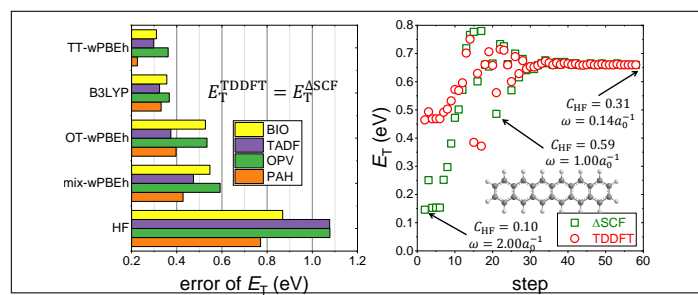 TT-wPBEh
B3LYP
OT-wPBEh
mix-wPBEh
HF
E_T^TDDFT = E_T^ΔSCF
BIO
TADF
OPV
PAH
0.2 0.4 0.6 0.8 1.0 1.2
error of E_T (eV)
0.8
0.7
0.6
0.5
0.4
0.3
0.2
0.1
0.0
E_T (eV)
C_HF = 0.31
ω = 0.14a₀⁻¹
C_HF = 0.59
ω = 1.00a₀⁻¹
C_HF = 0.10
ω = 2.00a₀⁻¹
ΔSCF
TDDFT
0 10 20 30 40 50 60
step